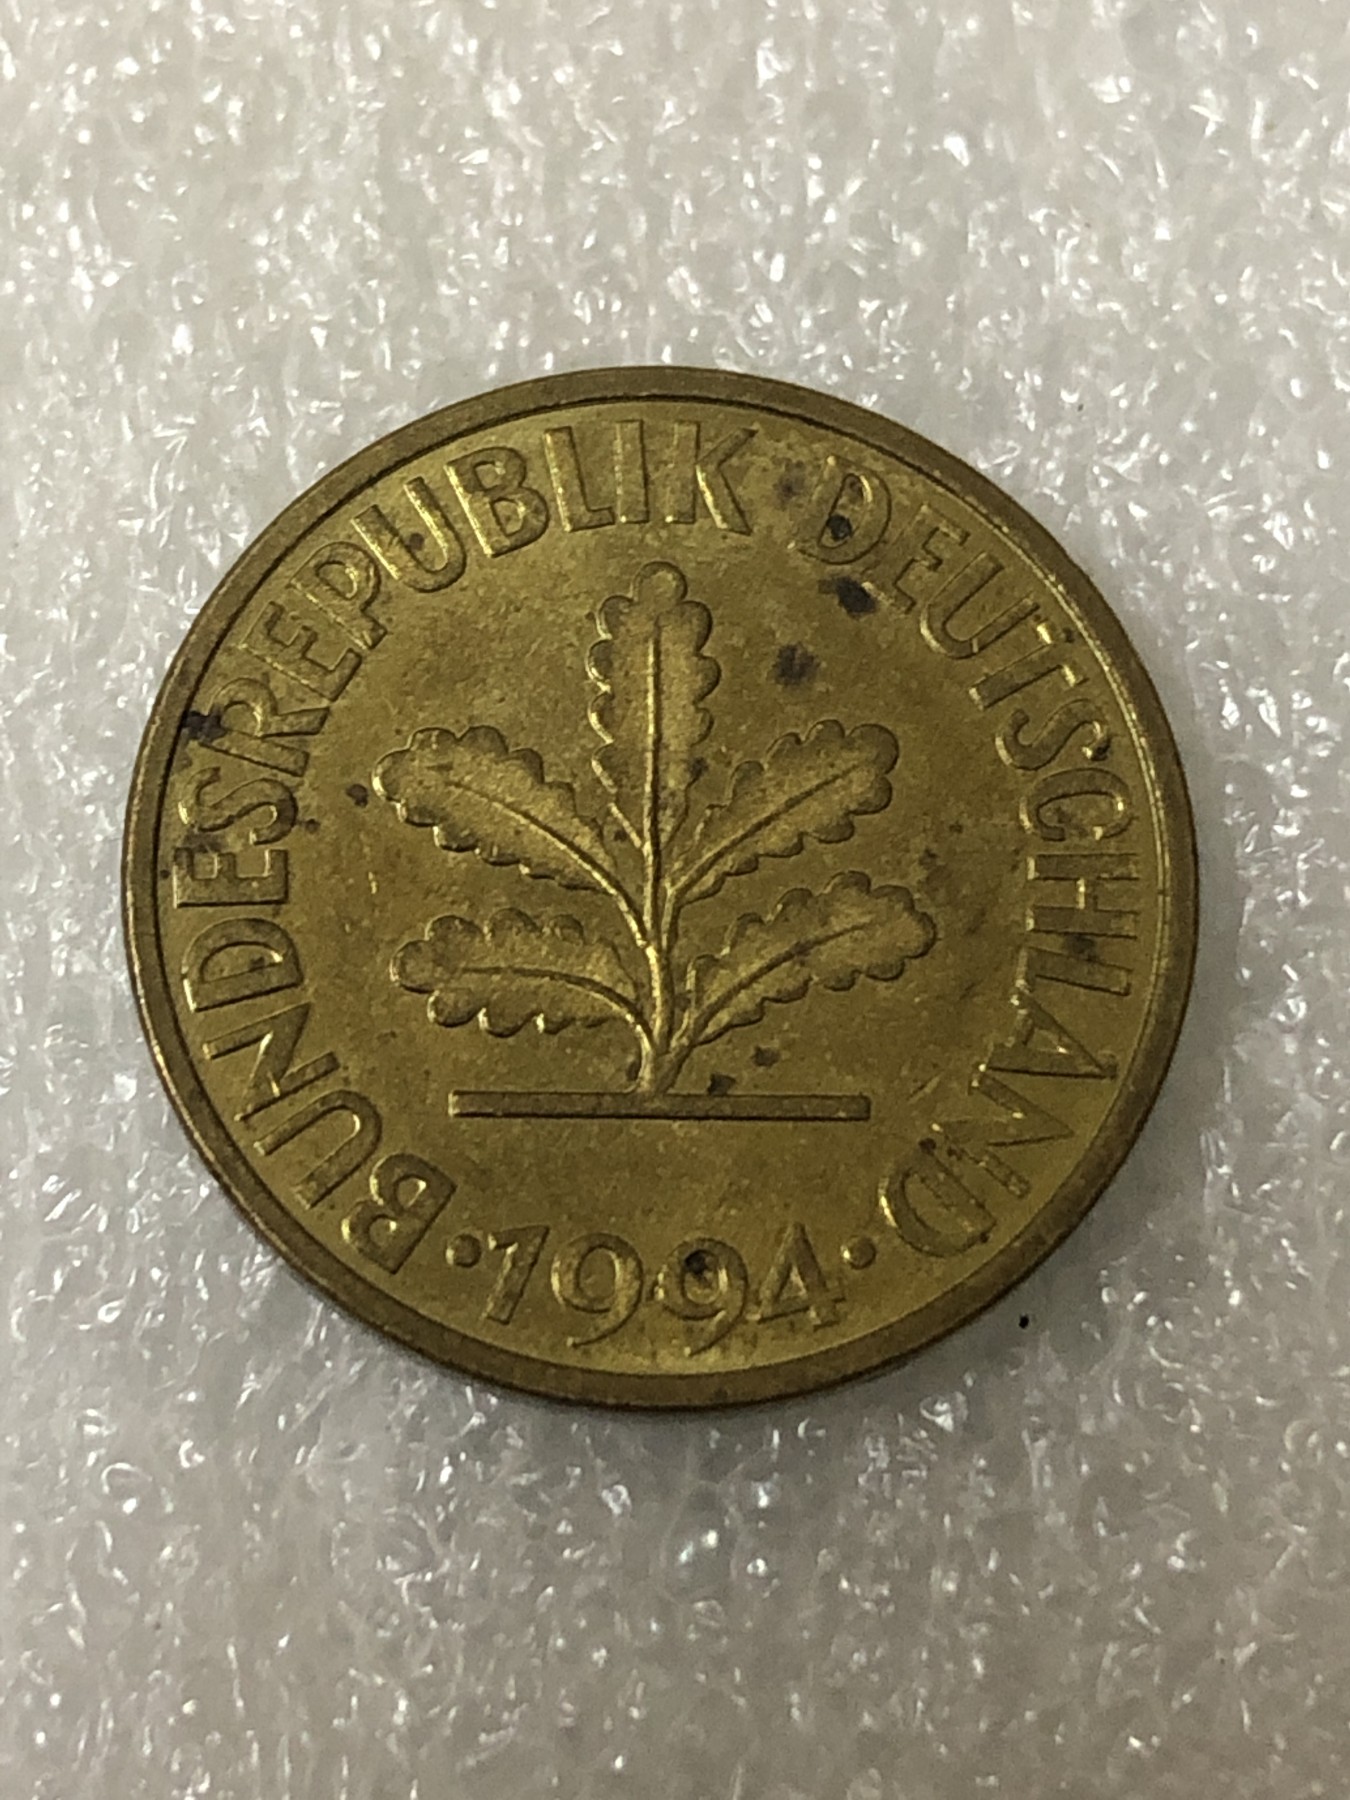 BUNDESREPUBLIK DEUTSCHLAND
· 1994 ·